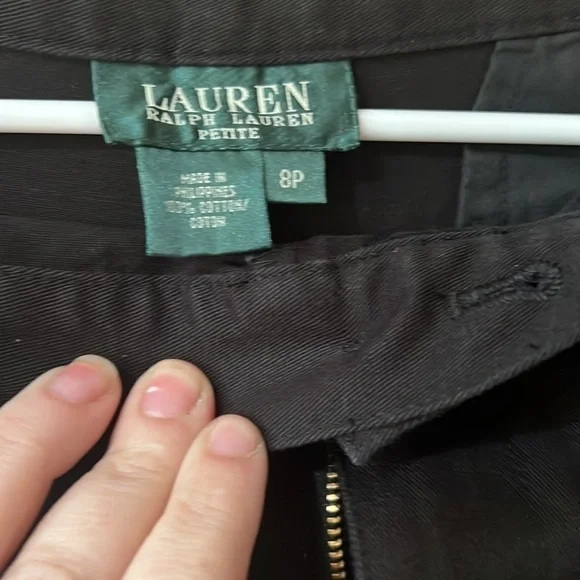 LAUREN
RALPH LAUREN
PETITE
MADE IN
PHILIPPINES
100% COTTON/
COTON
8P